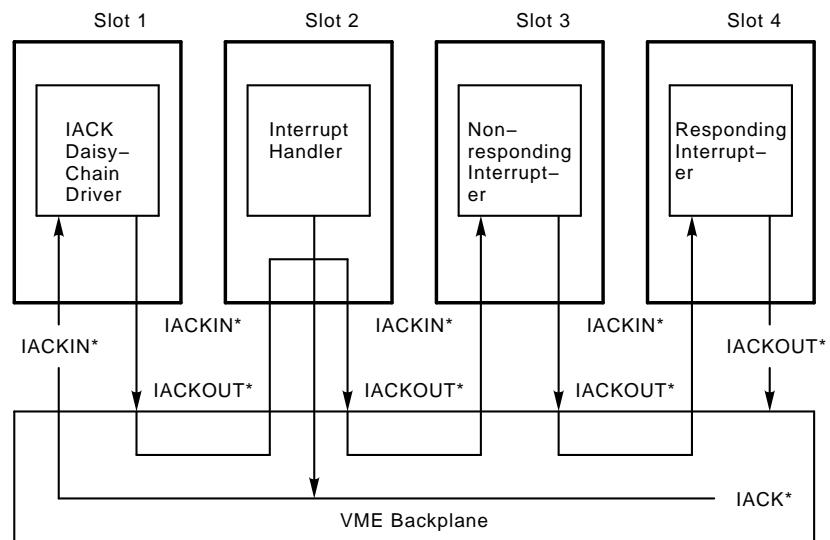 Slot 1
Slot 2
Slot 3
Slot 4
IACK
Daisy–
Chain
Driver
Interrupt
Handler
Non–
responding
Interrupt–
er
Responding
Interrupt–
er
IACKIN*
IACKIN*
IACKIN*
IACKIN*
IACKOUT*
IACKOUT*
IACKOUT*
IACKOUT*
IACK*
VME Backplane